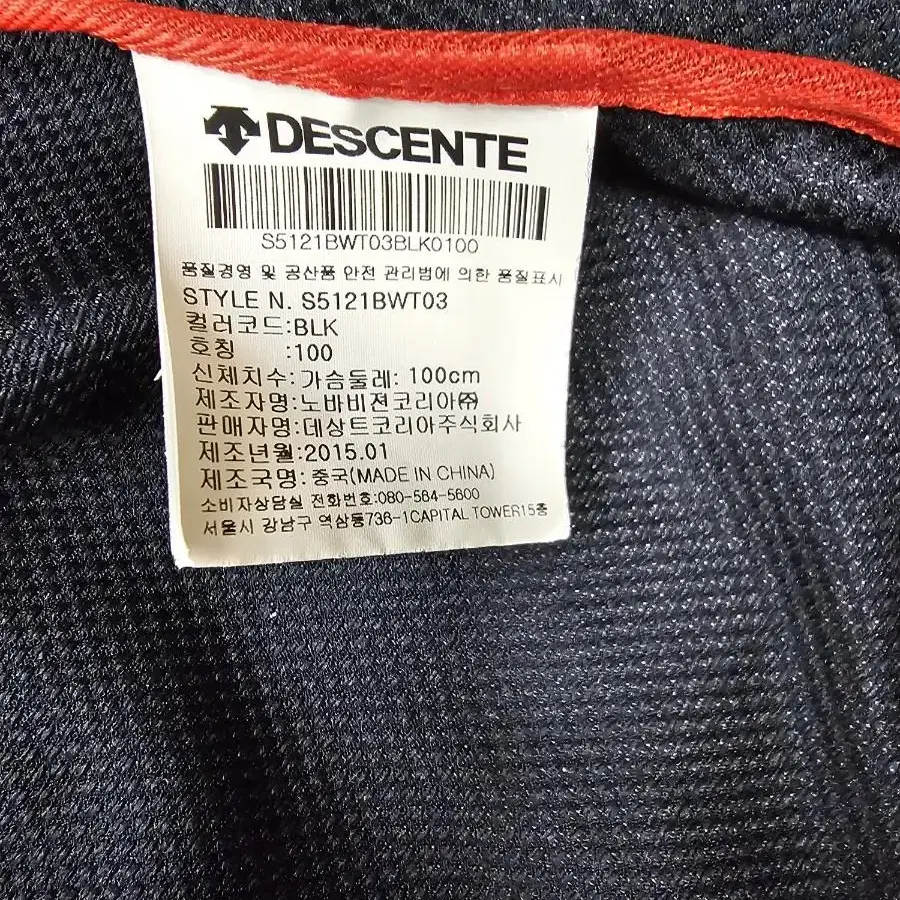 DESCENTE
S5121BWT03BLK0100
품질경영 및 공산품 안전 관리법에 의한 품질표시
STYLE N. S5121BWT03
컬러코드:BLK
호칭 :100
신체치수: 가슴둘레: 100cm
제조자명:노바비젼코리아㈜
판매자명:데상트코리아주식회사
제조년월:2015.01
제조국명: 중국(MADE IN CHINA)
소비자상담실 전화번호:080-564-5600
서울시 강남구 역삼동736-1CAPITAL TOWER15층